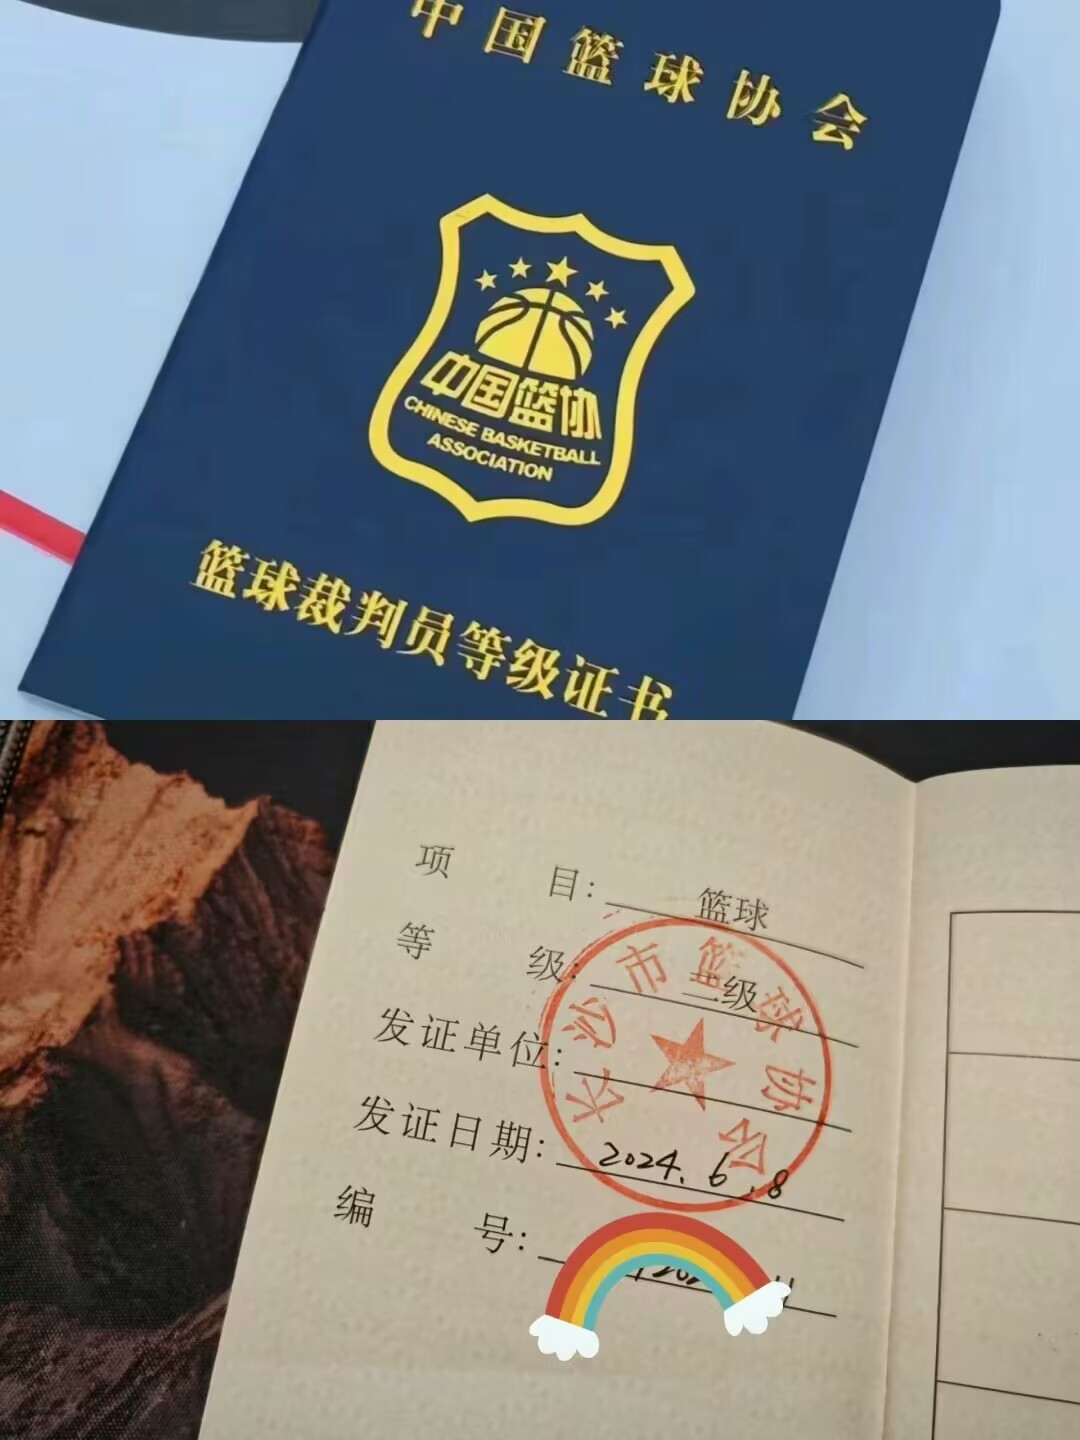 中国篮球协会
中国篮协
CHINESE BASKETBALL
ASSOCIATION
篮球裁判员等级证书
项 目: 篮球
等 级: 二级
发证单位:
长沙市篮球协会
发证日期: 2024.6.8
编 号: